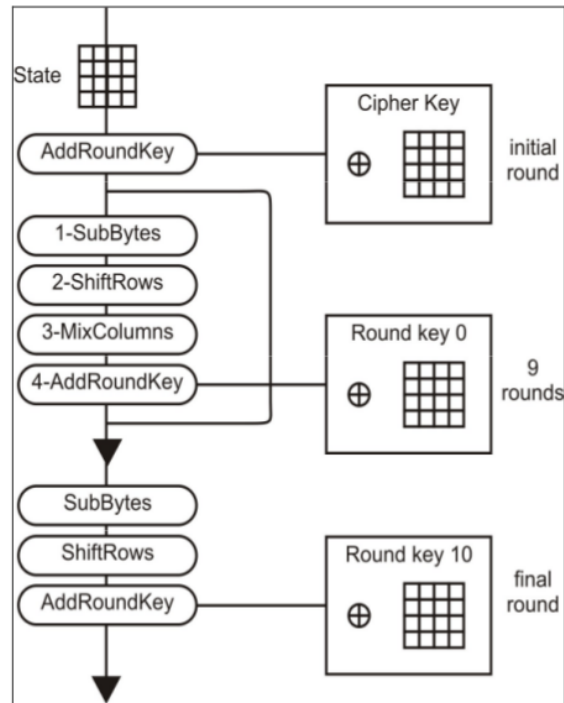 State
Cipher Key
AddRoundKey
initial
round
1-SubBytes
2-ShiftRows
3-MixColumns
4-AddRoundKey
Round key 0
9
rounds
SubBytes
ShiftRows
AddRoundKey
Round key 10
final
round